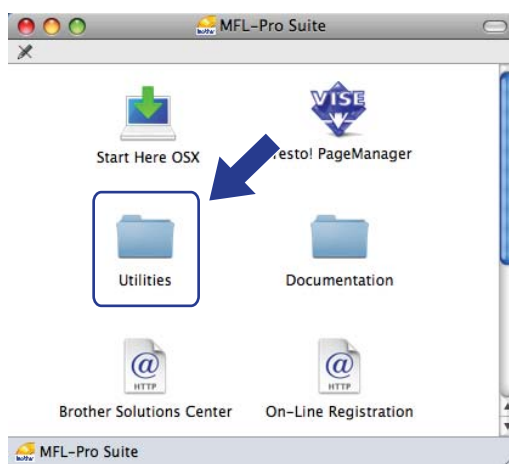 MFL-Pro Suite
VISE
Start Here OSX
resto! PageManager
Utilities
Documentation
@
HTTP
@
HTTP
Brother Solutions Center
On-Line Registration
MFL-Pro Suite